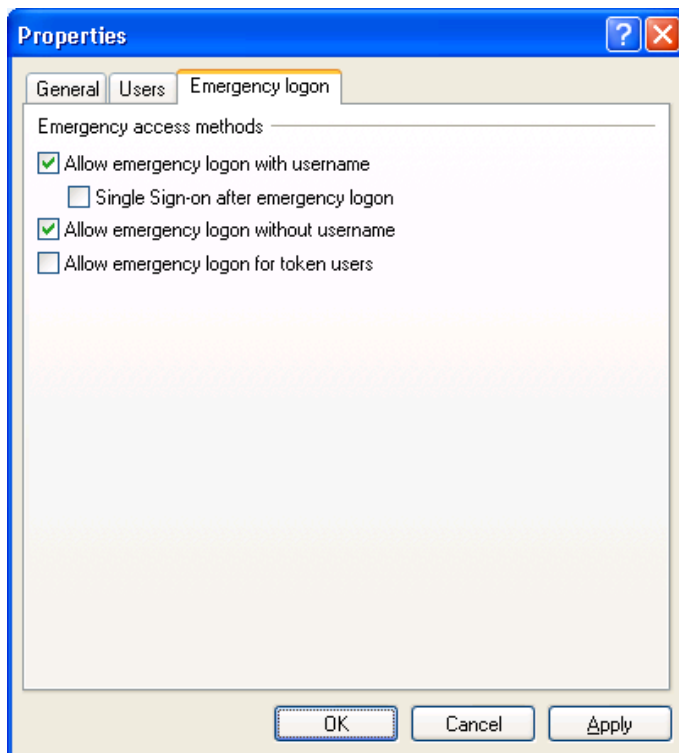 Properties
General Users Emergency logon
Emergency access methods
Allow emergency logon with username
Single Sign-on after emergency logon
Allow emergency logon without username
Allow emergency logon for token users
OK Cancel Apply